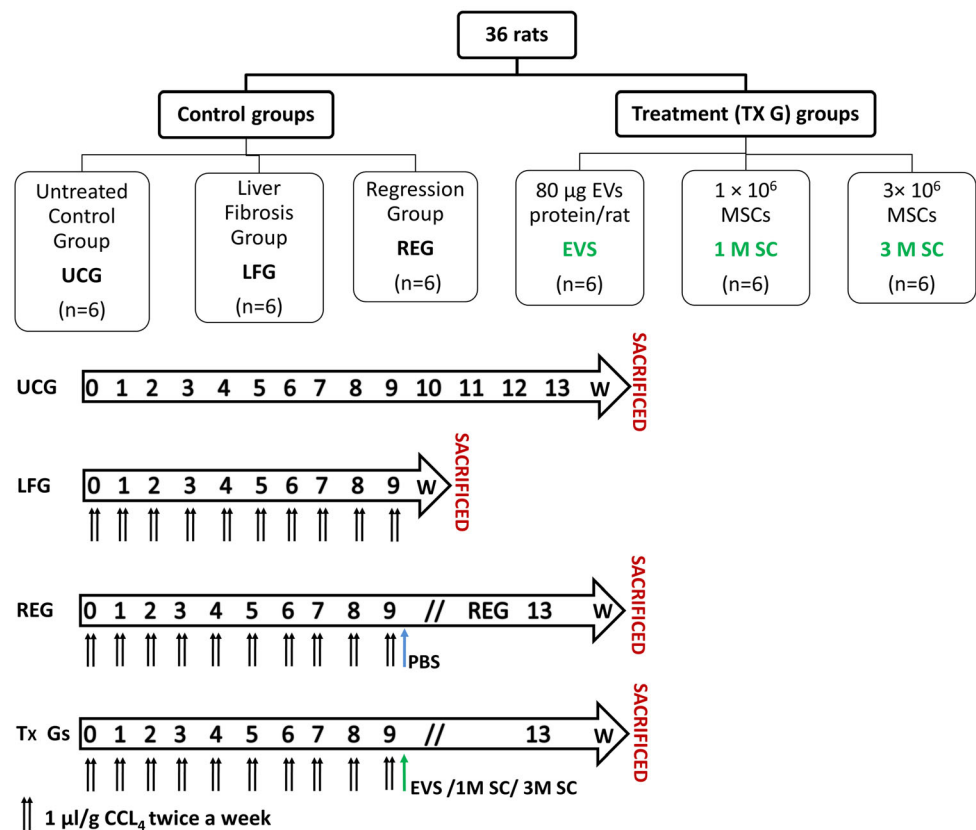 36 rats
Control groups
Treatment (TX G) groups
Untreated
Control
Group
UCG
(n=6)
Liver
Fibrosis
Group
LFG
(n=6)
Regression
Group
REG
(n=6)
80 µg EVs
protein/rat
EVS
(n=6)
1 × 10⁶
MSCs
1 M SC
(n=6)
3× 10⁶
MSCs
3 M SC
(n=6)
UCG 0 1 2 3 4 5 6 7 8 9 10 11 12 13 W SACRIFICED
LFG 0 1 2 3 4 5 6 7 8 9 W SACRIFICED
REG 0 1 2 3 4 5 6 7 8 9 // REG 13 W SACRIFICED
PBS
Tx Gs 0 1 2 3 4 5 6 7 8 9 // 13 W SACRIFICED
EVS /1M SC/ 3M SC
1 µl/g CCL₄ twice a week